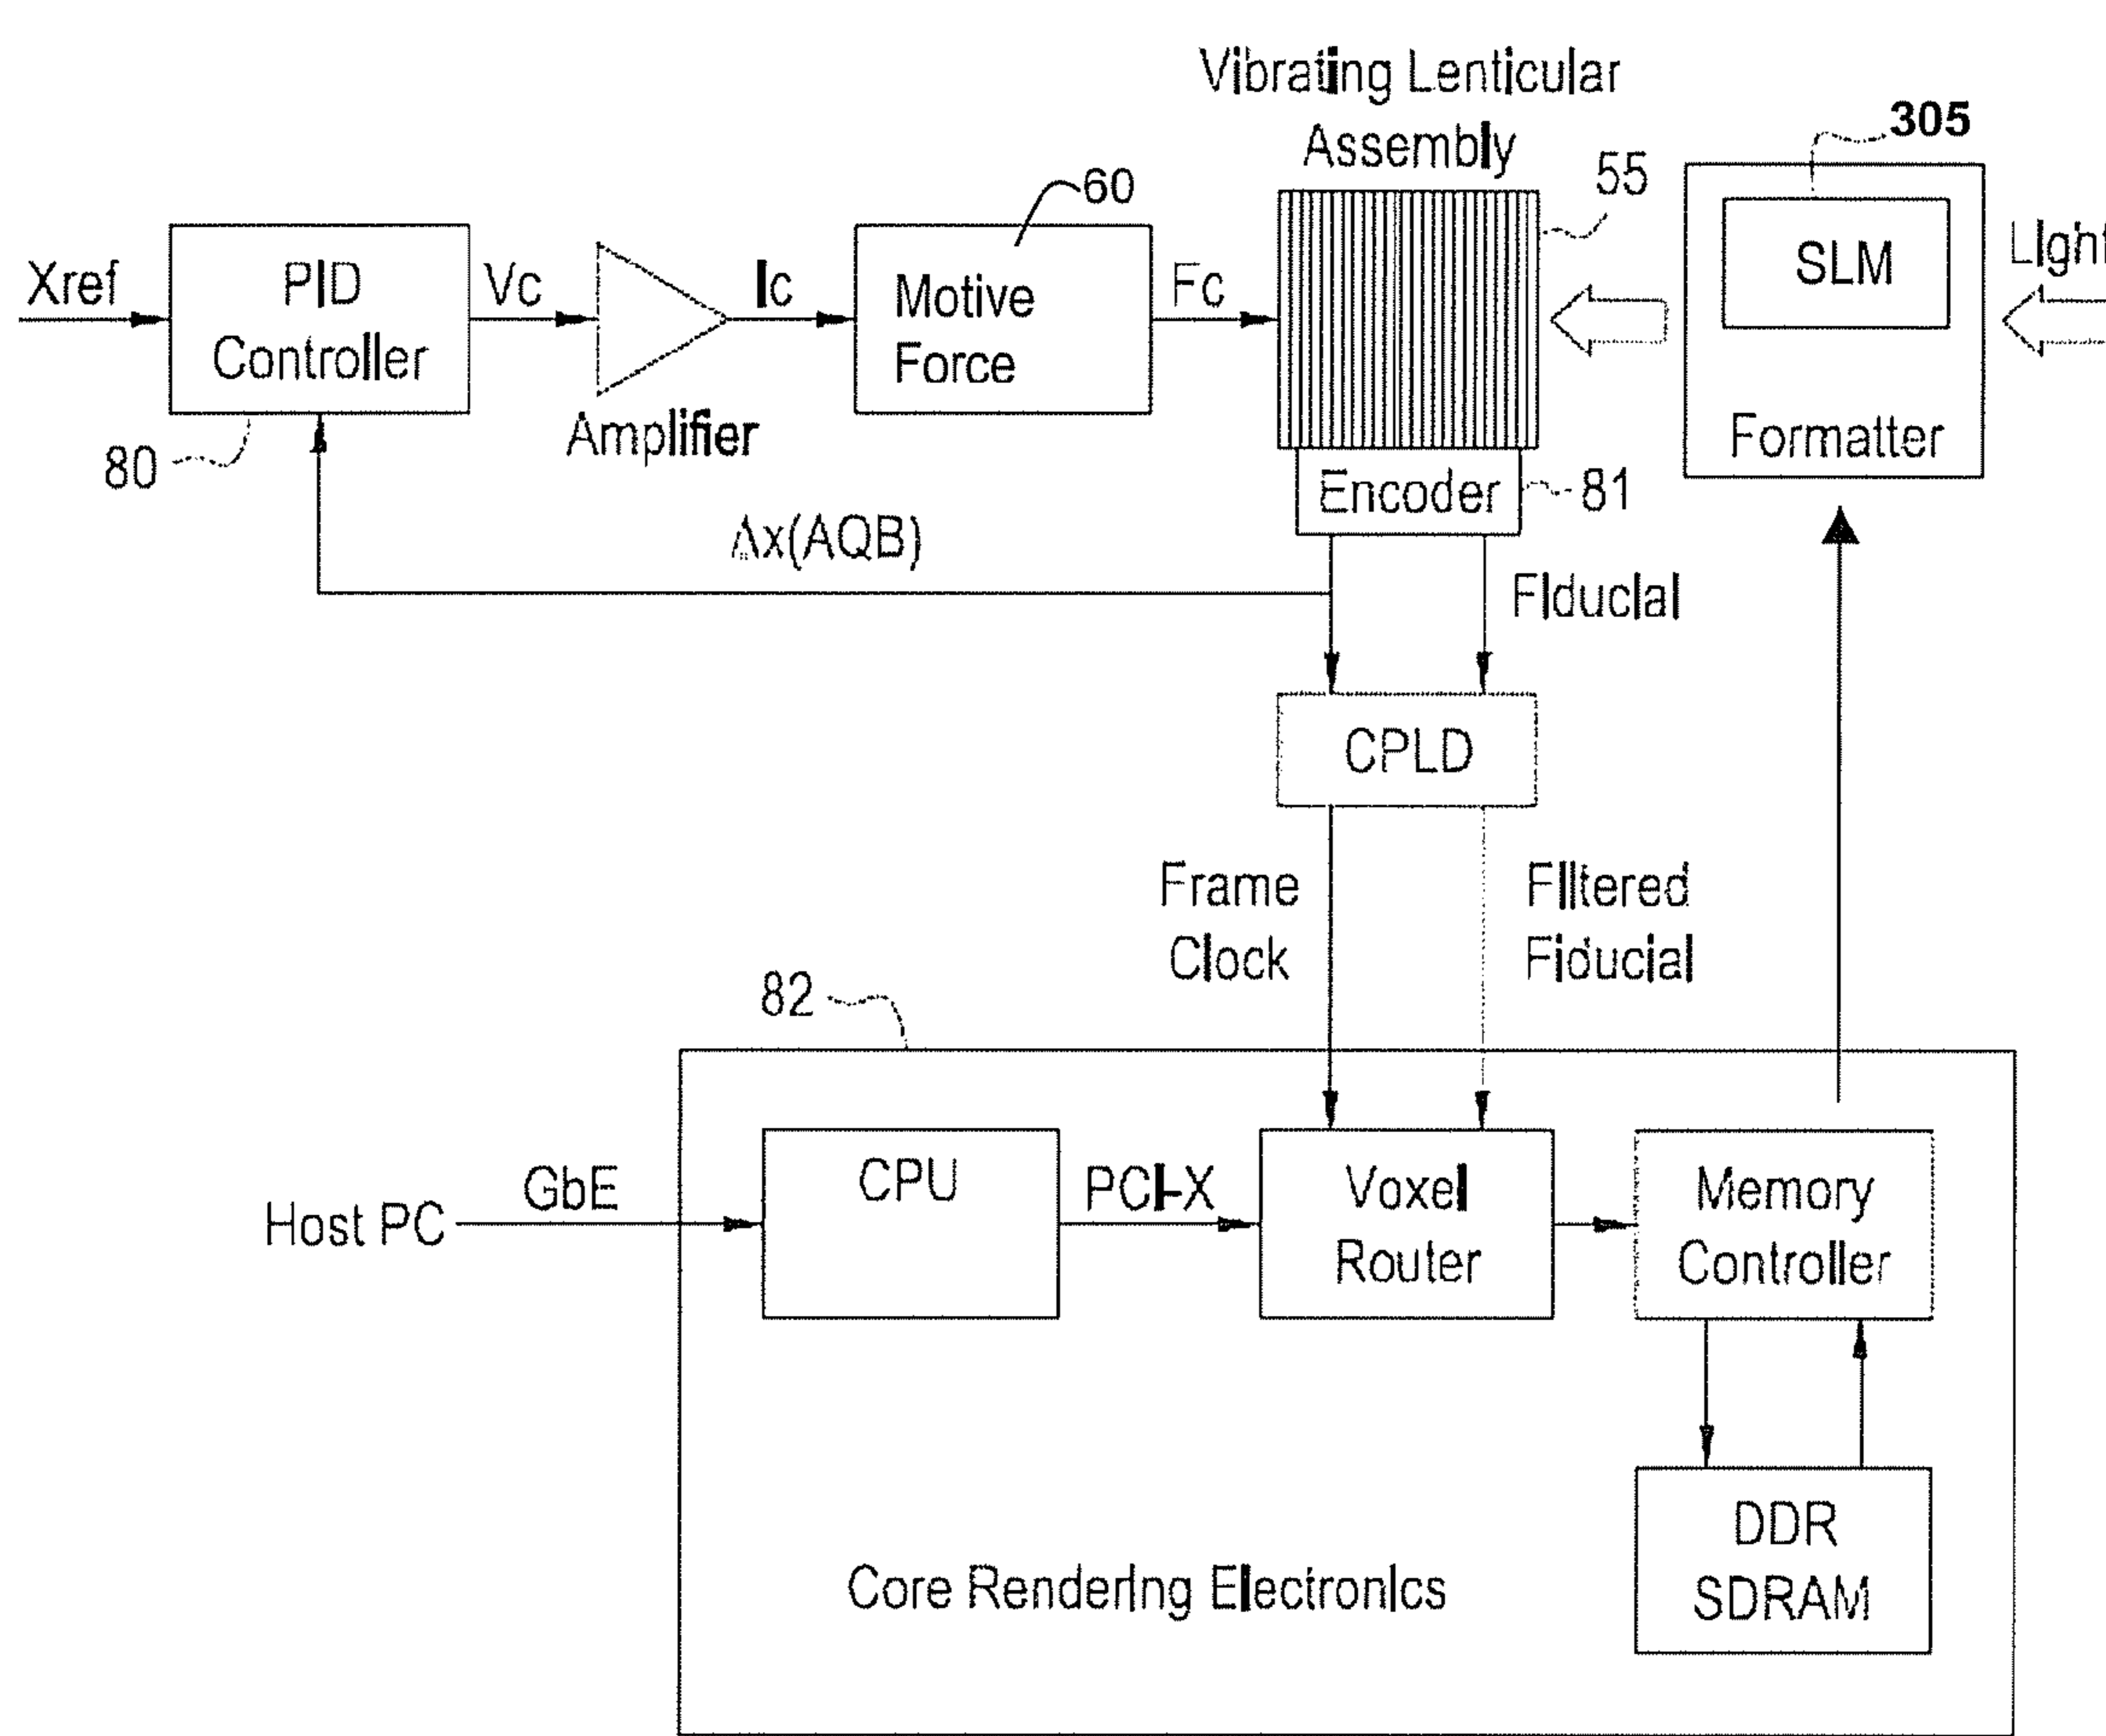 Vibrating Lenticular
Assembly
305
55
60
Xref
PID
Controller
Vc
Ic
Motive
Force
Fc
SLM
Light
Formatter
80
Amplifier
Encoder
81
Δx(AQB)
Fiducial
CPLD
Frame
Clock
Filtered
Fiducial
82
Host PC
GbE
CPU
PCI-X
Voxel
Router
Memory
Controller
DDR
SDRAM
Core Rendering Electronics